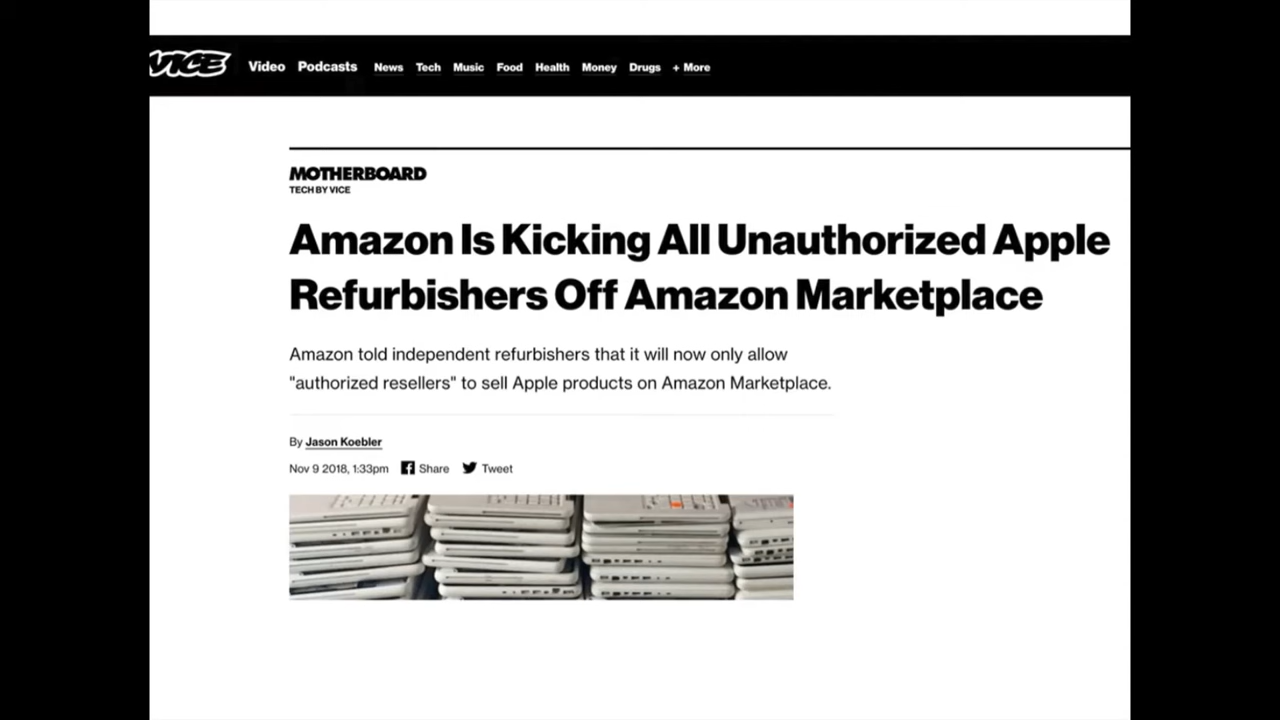 VICE Video Podcasts News Tech Music Food Health Money Drugs + More
MOTHERBOARD
TECH BY VICE
Amazon Is Kicking All Unauthorized Apple
Refurbishers Off Amazon Marketplace
Amazon told independent refurbishers that it will now only allow
"authorized resellers" to sell Apple products on Amazon Marketplace.
By Jason Koebler
Nov 9 2018, 1:33pm Share Tweet